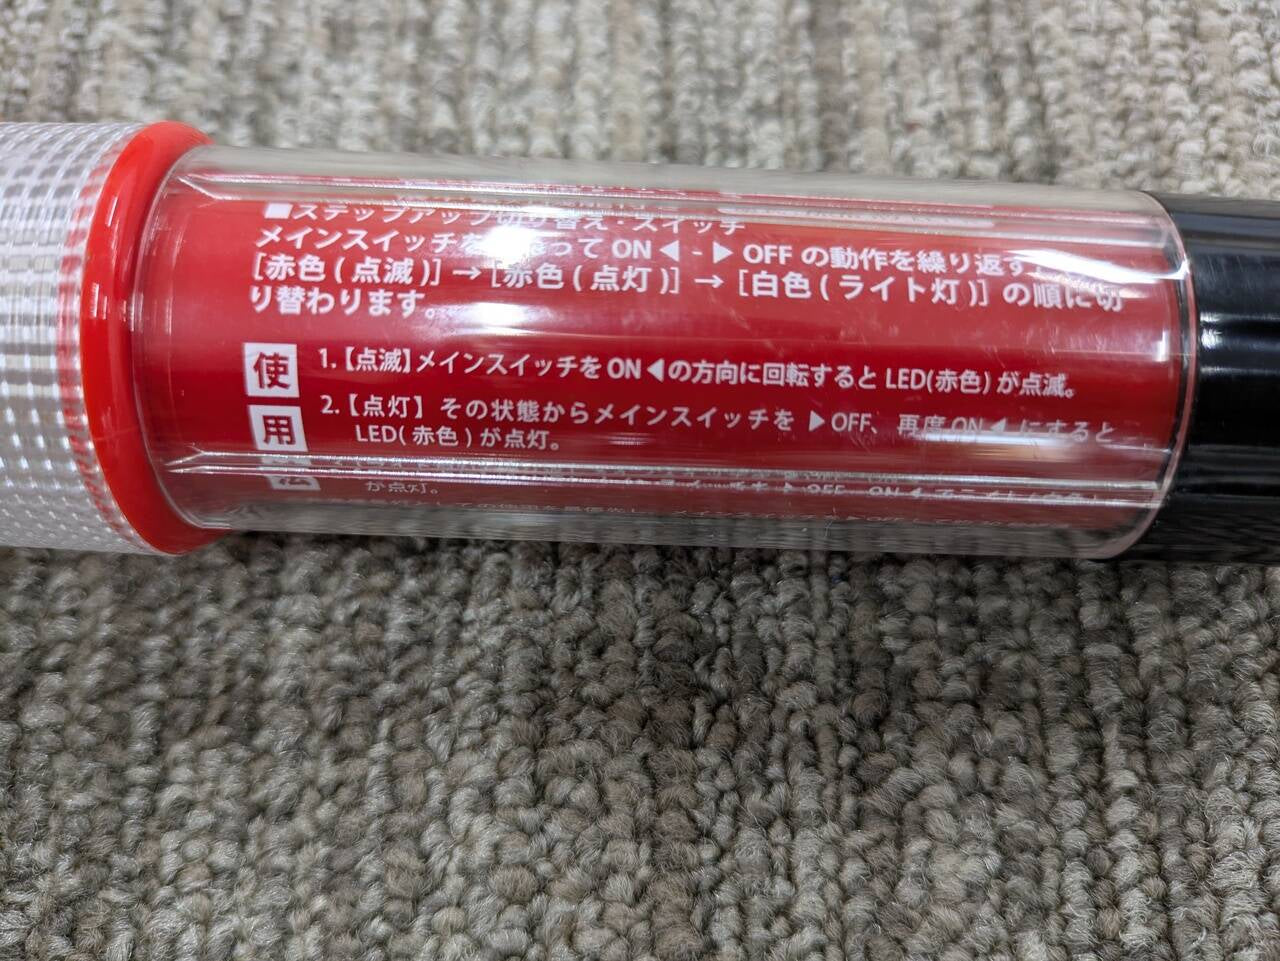 ■ステップアップ切り替え・スイッチ
メインスイッチを って ON◀-▶OFF の動作を繰り返す
[赤色(点滅)]→[赤色(点灯)]→[白色(ライト灯)] の順に切
り替わります。
使用
1.【点滅】メインスイッチを ON◀の方向に回転すると LED(赤色) が点滅。
2.【点灯】 その状態からメインスイッチを ▶OFF、再度 ON◀ にすると
LED(赤色)が点灯。
が点灯。